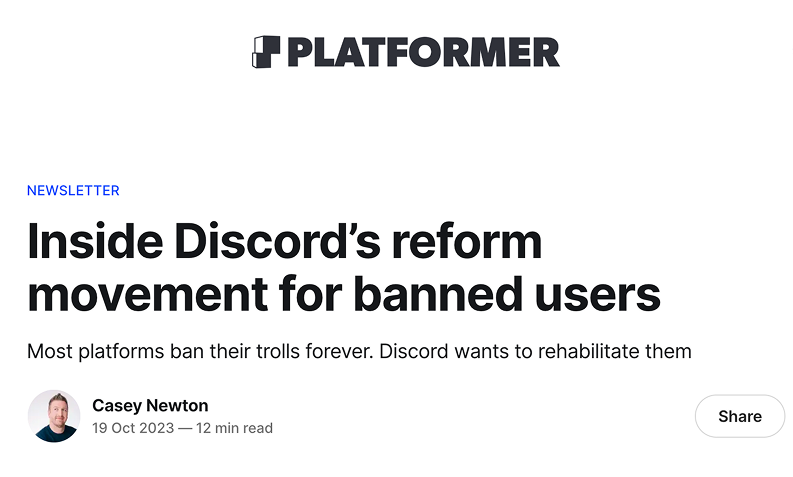 PLATFORMER
NEWSLETTER
Inside Discord’s reform
movement for banned users
Most platforms ban their trolls forever. Discord wants to rehabilitate them
Casey Newton
19 Oct 2023 — 12 min read
Share